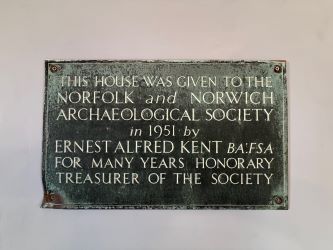 THIS HOUSE WAS GIVEN TO THE
NORFOLK and NORWICH
ARCHAEOLOGICAL SOCIETY
in 1951 by
ERNEST ALFRED KENT BA:F.S.A
FOR MANY YEARS HONORARY
TREASURER OF THE SOCIETY